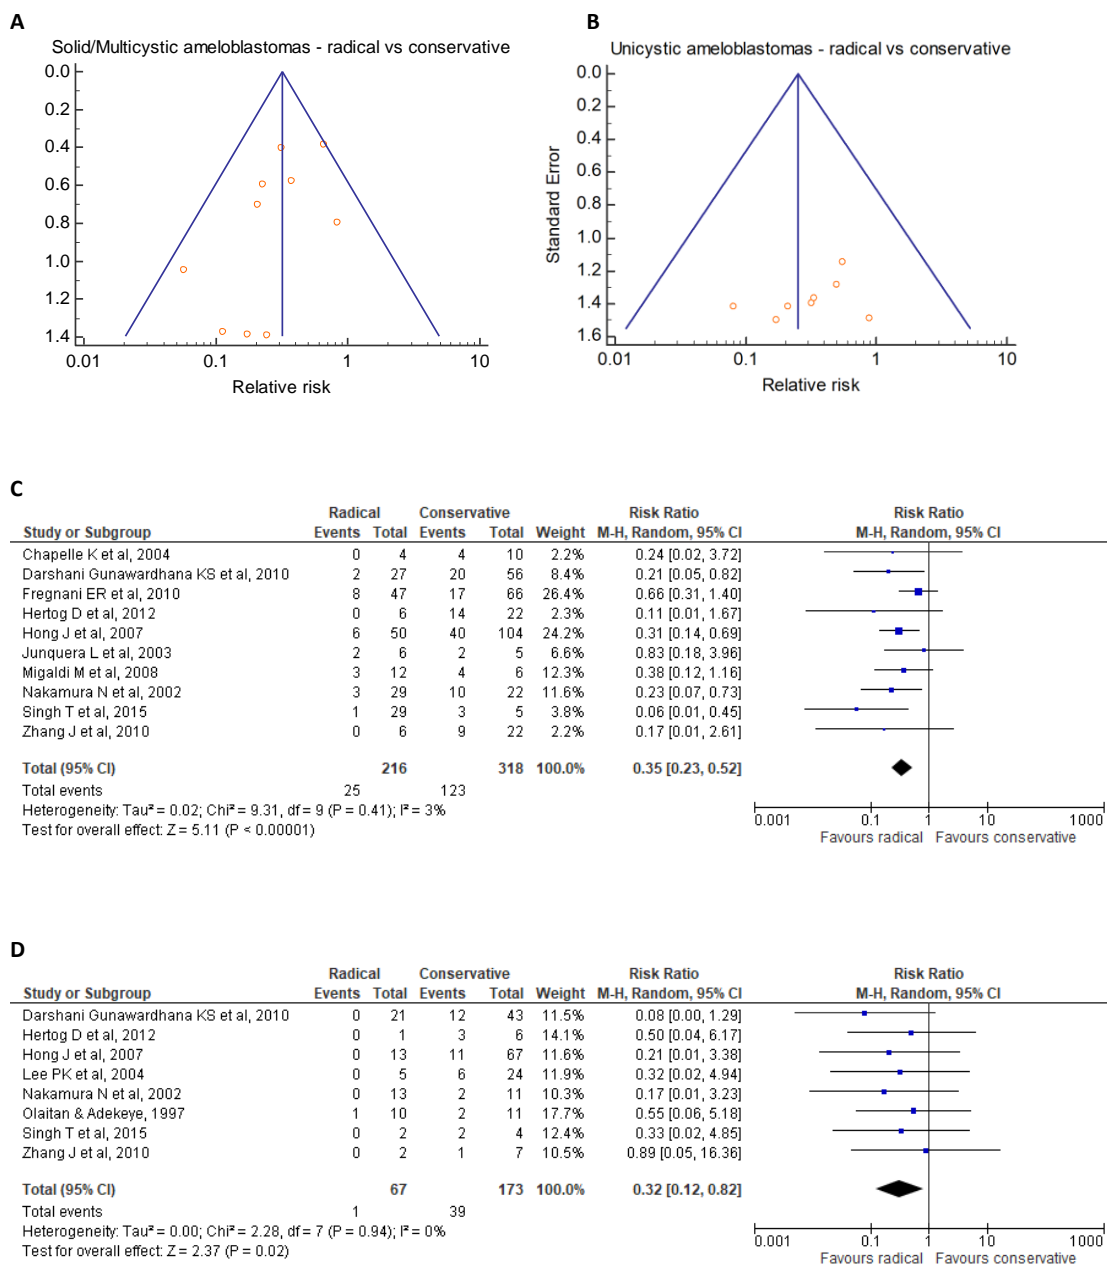 A
Solid/Multicystic ameloblastomas - radical vs conservative
0.0
0.2
0.4
0.6
0.8
1.0
1.2
1.4
0.01 0.1 1 10
Relative risk
B
Unicystic ameloblastomas - radical vs conservative
Standard Error
0.0
0.2
0.4
0.6
0.8
1.0
1.2
1.4
1.6
0.01 0.1 1 10
Relative risk
C
Radical Conservative Risk Ratio Risk Ratio
Study or Subgroup Events Total Events Total Weight M-H, Random, 95% CI M-H, Random, 95% CI
Chapelle K et al, 2004 0 4 4 10 2.2% 0.24 [0.02, 3.72]
Darshani Gunawardhana KS et al, 2010 2 27 20 56 8.4% 0.21 [0.05, 0.82]
Fregnani ER et al, 2010 8 47 17 66 26.4% 0.66 [0.31, 1.40]
Hertog D et al, 2012 0 6 14 22 2.3% 0.11 [0.01, 1.67]
Hong J et al, 2007 6 50 40 104 24.2% 0.31 [0.14, 0.69]
Junquera L et al, 2003 2 6 2 5 6.6% 0.83 [0.18, 3.96]
Migaldi M et al, 2008 3 12 4 6 12.3% 0.38 [0.12, 1.16]
Nakamura N et al, 2002 3 29 10 22 11.6% 0.23 [0.07, 0.73]
Singh T et al, 2015 1 29 3 5 3.8% 0.06 [0.01, 0.45]
Zhang J et al, 2010 0 6 9 22 2.2% 0.17 [0.01, 2.61]
Total (95% CI) 216 318 100.0% 0.35 [0.23, 0.52]
Total events 25 123
Heterogeneity: Tau² = 0.02; Chi² = 9.31, df = 9 (P = 0.41); I² = 3%
Test for overall effect: Z = 5.11 (P < 0.00001)
0.001 0.1 1 10 1000
Favours radical Favours conservative
D
Radical Conservative Risk Ratio Risk Ratio
Study or Subgroup Events Total Events Total Weight M-H, Random, 95% CI M-H, Random, 95% CI
Darshani Gunawardhana KS et al, 2010 0 21 12 43 11.5% 0.08 [0.00, 1.29]
Hertog D et al, 2012 0 1 3 6 14.1% 0.50 [0.04, 6.17]
Hong J et al, 2007 0 13 11 67 11.6% 0.21 [0.01, 3.38]
Lee PK et al, 2004 0 5 6 24 11.9% 0.32 [0.02, 4.94]
Nakamura N et al, 2002 0 13 2 11 10.3% 0.17 [0.01, 3.23]
Olaitan & Adekeye, 1997 1 10 2 11 17.7% 0.55 [0.06, 5.18]
Singh T et al, 2015 0 2 2 4 12.4% 0.33 [0.02, 4.85]
Zhang J et al, 2010 0 2 1 7 10.5% 0.89 [0.05, 16.36]
Total (95% CI) 67 173 100.0% 0.32 [0.12, 0.82]
Total events 1 39
Heterogeneity: Tau² = 0.00; Chi² = 2.28, df = 7 (P = 0.94); I² = 0%
Test for overall effect: Z = 2.37 (P = 0.02)
0.001 0.1 1 10 1000
Favours radical Favours conservative